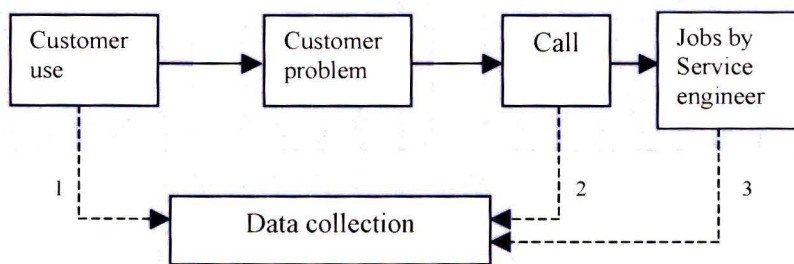 Customer
use
Customer
problem
Call
Jobs by
Service
engineer
1
2
3
Data collection